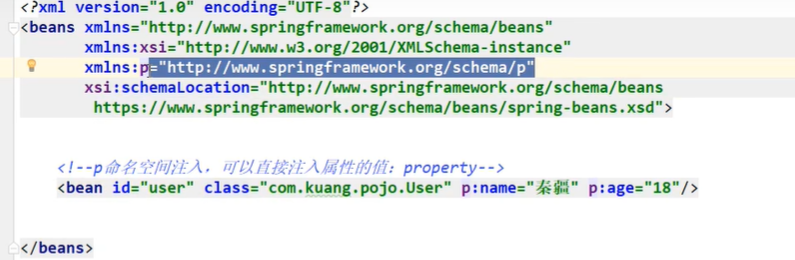 <?xml version="1.0" encoding="UTF-8"?>
<beans xmlns="http://www.springframework.org/schema/beans"
xmlns:xsi="http://www.w3.org/2001/XMLSchema-instance"
xmlns:p="http://www.springframework.org/schema/p"
xsi:schemaLocation="http://www.springframework.org/schema/beans
https://www.springframework.org/schema/beans/spring-beans.xsd">
<!--p命名空间注入，可以直接注入属性的值：property-->
<bean id="user" class="com.kuang.pojo.User" p:name="秦疆" p:age="18"/>
</beans>